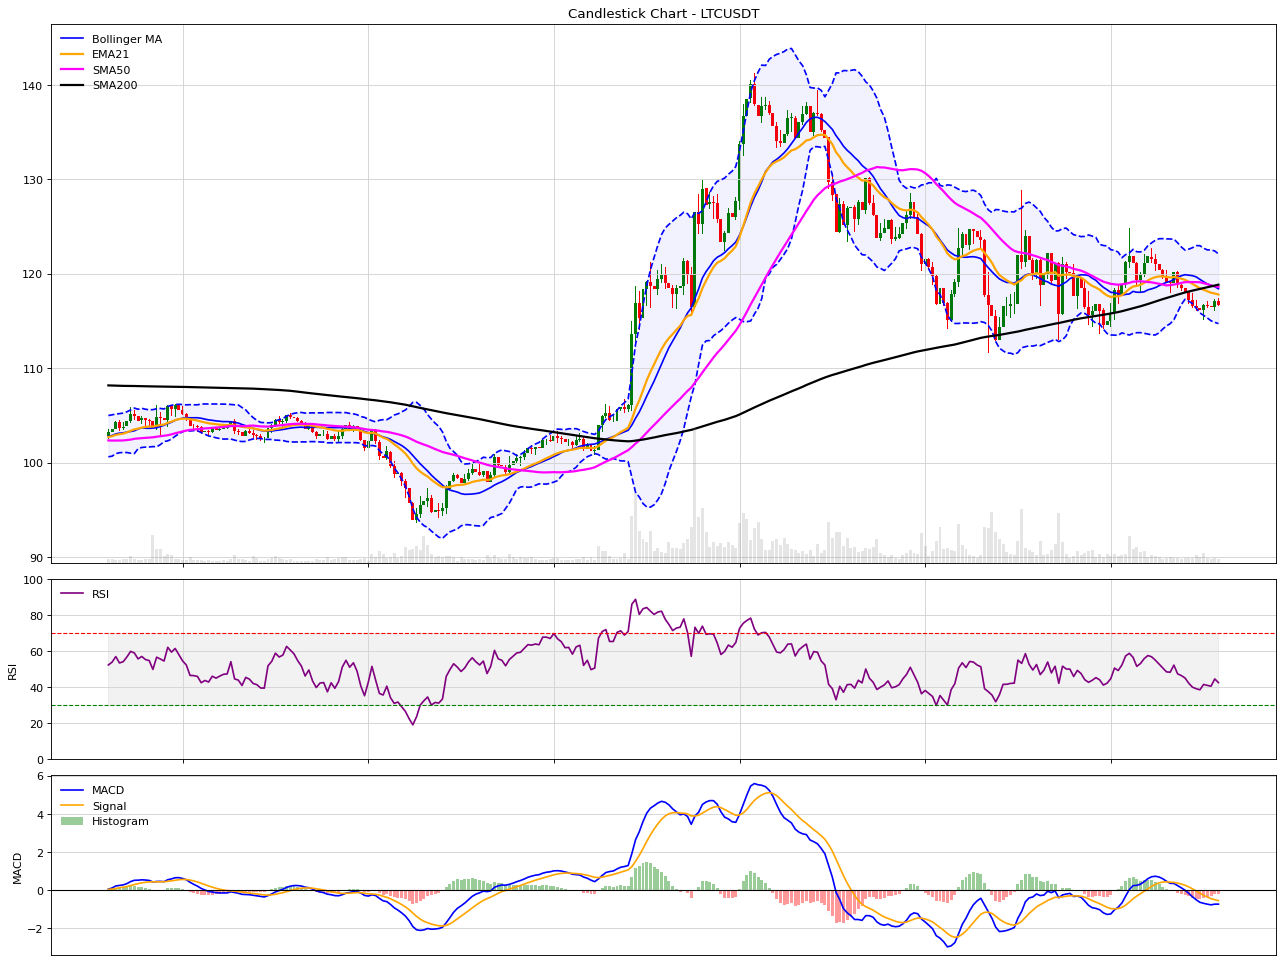 Candlestick Chart - LTCUSDT
Bollinger MA
EMA21
SMA50
SMA200
140
130
120
110
100
90
RSI
100
80
60
40
20
0
RSI
MACD
Signal
Histogram
6
4
2
0
−2
MACD